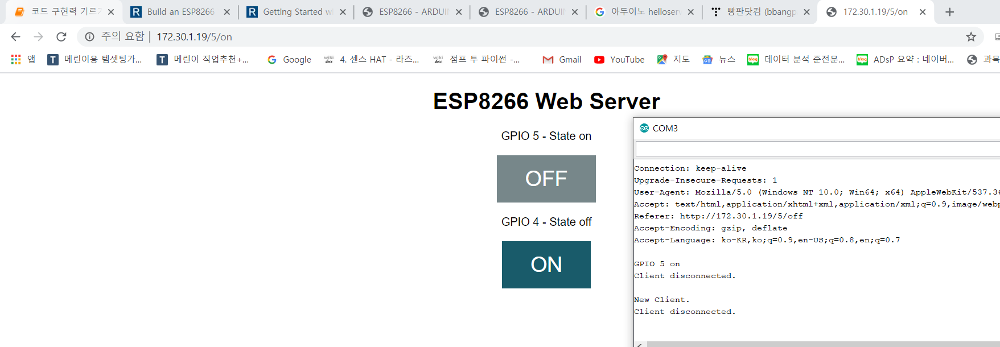 코드 구현력 기르기
Build an ESP8266
Getting Started wi
ESP8266 - ARDUIN
ESP8266 - ARDUIN
아두이노 helloserv
빵판닷컴 (bbangp
172.30.1.19/5/on
주의 요함 | 172.30.1.19/5/on
앱
메린이용 템셋팅가...
메린이 직업추천+...
Google
4. 센스 HAT - 라즈...
점프 투 파이썬 -...
Gmail
YouTube
지도
뉴스
데이터 분석 준전문...
ADsP 요약 : 네이버...
과목
ESP8266 Web Server
GPIO 5 - State on
OFF
GPIO 4 - State off
ON
COM3
Connection: keep-alive
Upgrade-Insecure-Requests: 1
User-Agent: Mozilla/5.0 (Windows NT 10.0; Win64; x64) AppleWebKit/537.36
Accept: text/html,application/xhtml+xml,application/xml;q=0.9,image/webp
Referer: http://172.30.1.19/5/off
Accept-Encoding: gzip, deflate
Accept-Language: ko-KR,ko;q=0.9,en-US;q=0.8,en;q=0.7
GPIO 5 on
Client disconnected.
New Client.
Client disconnected.